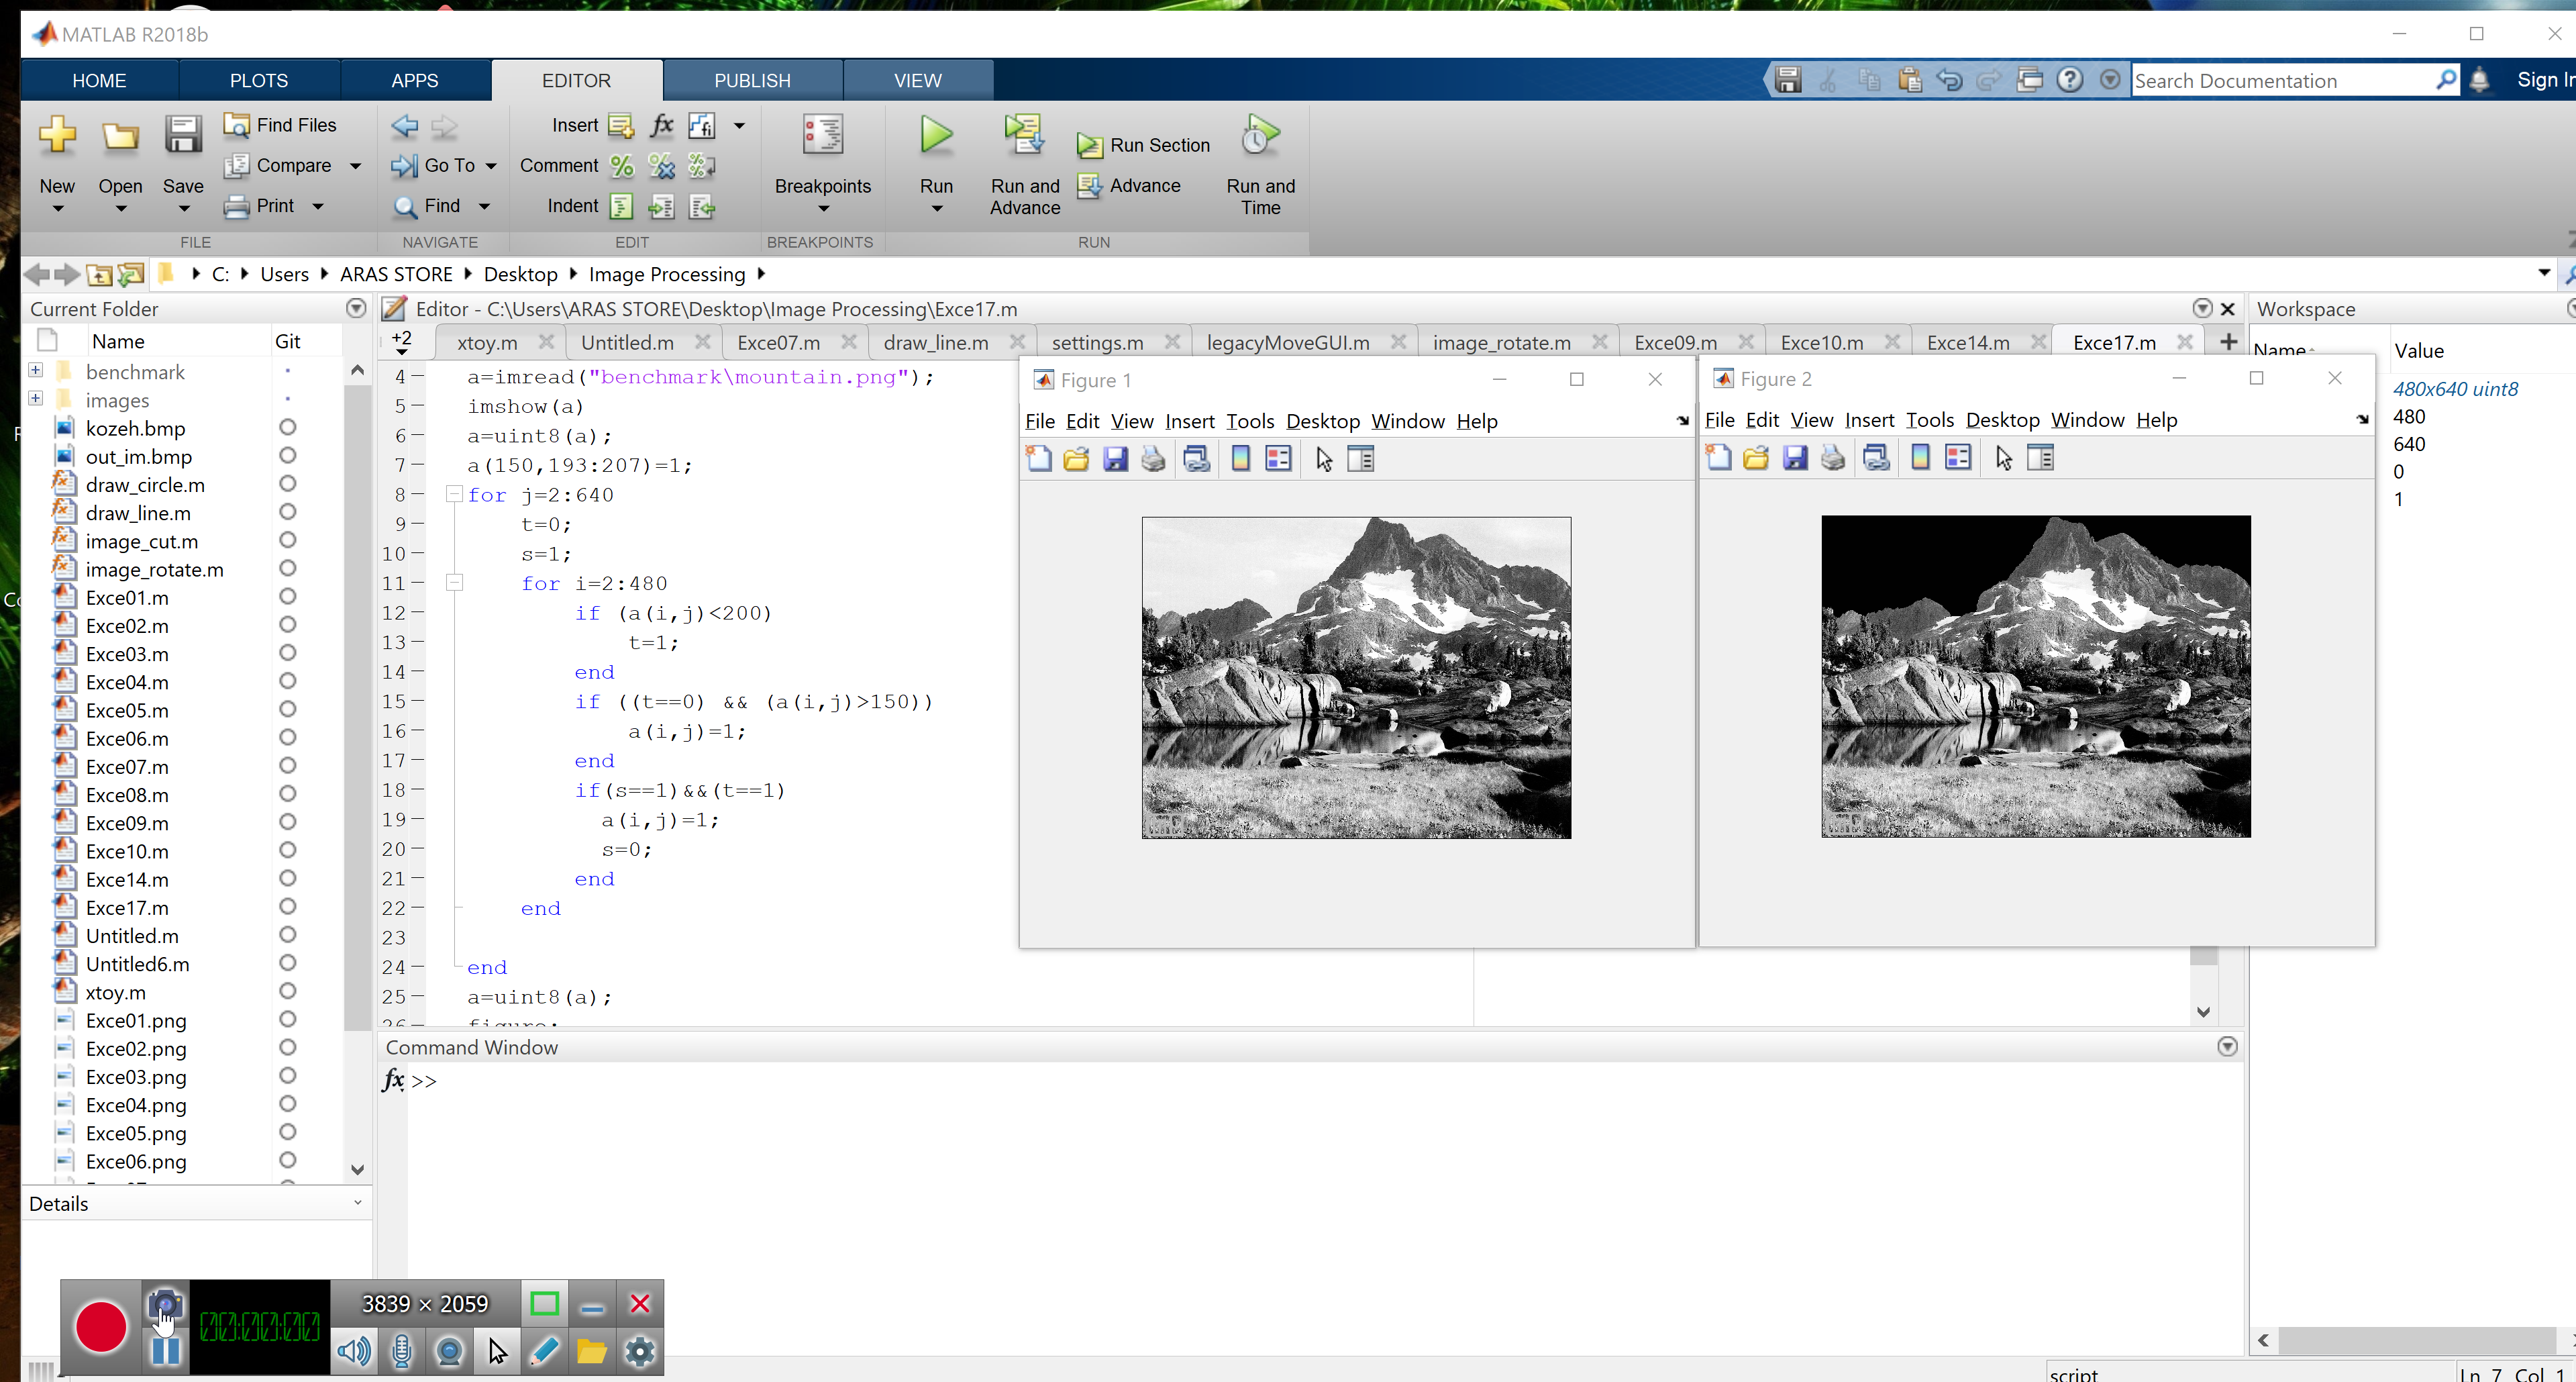 MATLAB R2018b
HOME PLOTS APPS EDITOR PUBLISH VIEW
Search Documentation
Sign In
New
Open
Save
Find Files
Compare
Print
FILE
Go To
Find
NAVIGATE
Insert fx fi
Comment
Indent
EDIT
Breakpoints
BREAKPOINTS
Run
Run and Advance
Run Section
Advance
Run and Time
RUN
C: Users ARAS STORE Desktop Image Processing
Current Folder
Name Git
benchmark
images
kozeh.bmp
out_im.bmp
draw_circle.m
draw_line.m
image_cut.m
image_rotate.m
Exce01.m
Exce02.m
Exce03.m
Exce04.m
Exce05.m
Exce06.m
Exce07.m
Exce08.m
Exce09.m
Exce10.m
Exce14.m
Exce17.m
Untitled.m
Untitled6.m
xtoy.m
Exce01.png
Exce02.png
Exce03.png
Exce04.png
Exce05.png
Exce06.png
Details
Editor - C:\Users\ARAS STORE\Desktop\Image Processing\Exce17.m
+2 xtoy.m Untitled.m Exce07.m draw_line.m settings.m legacyMoveGUI.m image_rotate.m Exce09.m Exce10.m Exce14.m Exce17.m
4 a=imread("benchmark\mountain.png");
5 imshow(a)
6 a=uint8(a);
7 a(150,193:207)=1;
8 for j=2:640
9 t=0;
10 s=1;
11 for i=2:480
12 if (a(i,j)<200)
13 t=1;
14 end
15 if ((t==0) && (a(i,j)>150))
16 a(i,j)=1;
17 end
18 if(s==1)&&(t==1)
19 a(i,j)=1;
20 s=0;
21 end
22 end
23
24 end
25 a=uint8(a);
26 figure;
Figure 1
File Edit View Insert Tools Desktop Window Help
Figure 2
File Edit View Insert Tools Desktop Window Help
Workspace
Name Value
480x640 uint8
480
640
0
1
Command Window
fx >>
3839 × 2059
00:00:00
script
Ln 7 Col 1